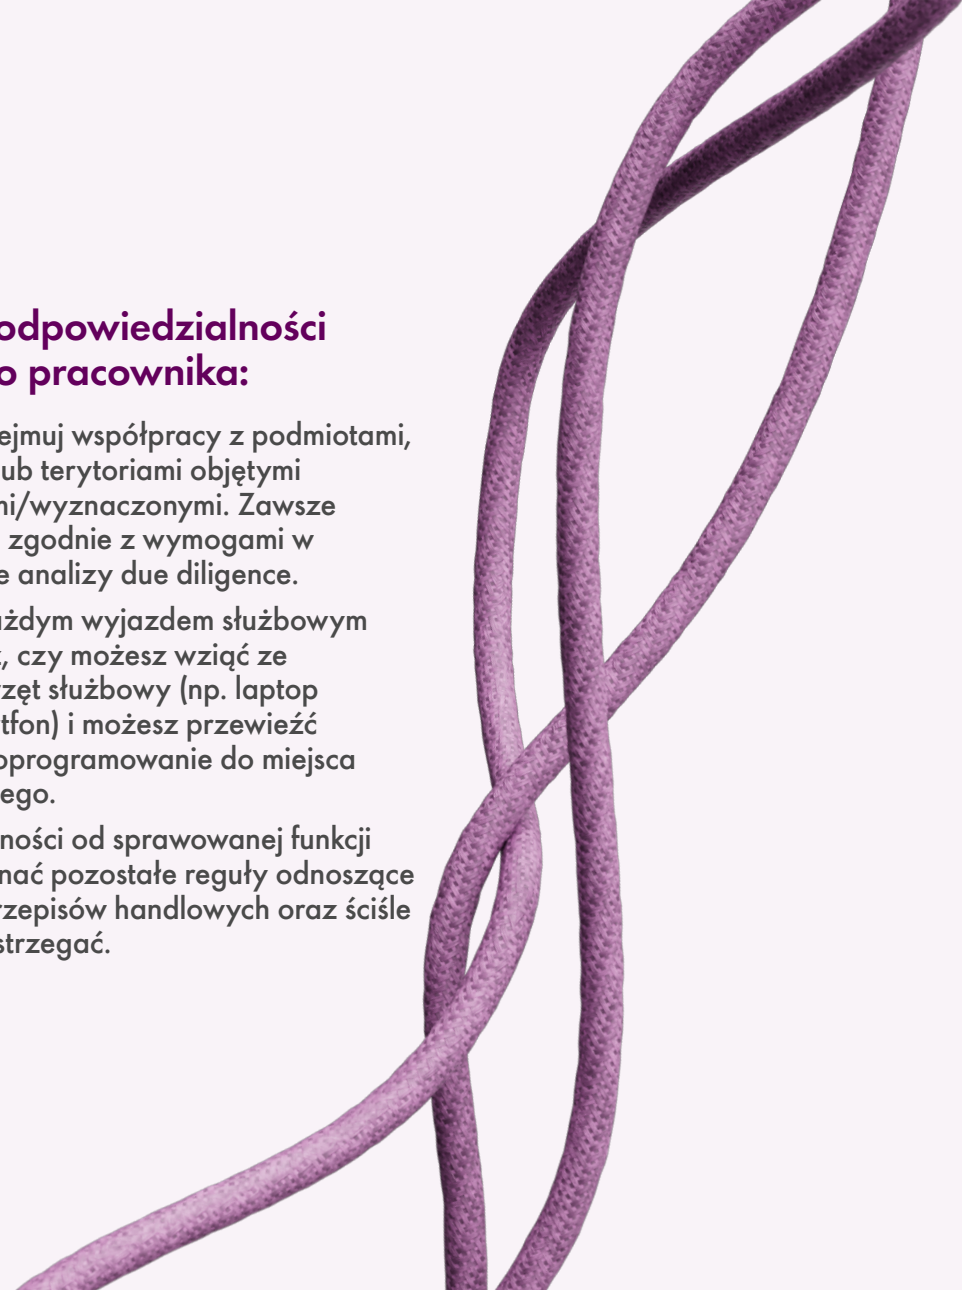 odpowiedzialności
o pracownika:
ejmuj współpracy z podmiotami,
ub terytoriami objętymi
ni/wyznaczonymi. Zawsze
zgodnie z wymogami w
e analizy due diligence.
ażdym wyjazdem służbowym
, czy możesz wziąć ze
zęt służbowy (np. laptop
tfon) i możesz przewieźć
oprogramowanie do miejsca
ego.
ności od sprawowanej funkcji
nać pozostałe reguły odnoszące
rzepisów handlowych oraz ściśle
strzegać.